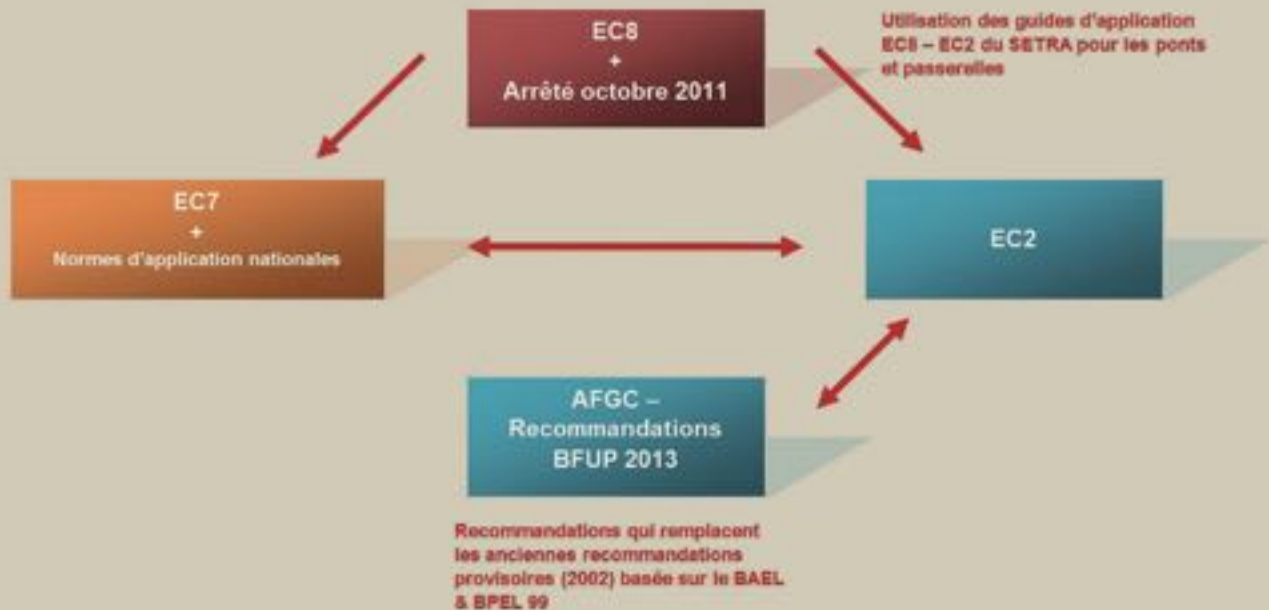 EC8
+
Arrêté octobre 2011
Utilisation des guides d'application
EC8 – EC2 du SETRA pour les ponts
et passerelles
EC7
+
Normes d'application nationales
EC2
AFGC –
Recommandations
BFUP 2013
Recommandations qui remplacent
les anciennes recommandations
provisoires (2002) basée sur le BAEL
& BPEL 99